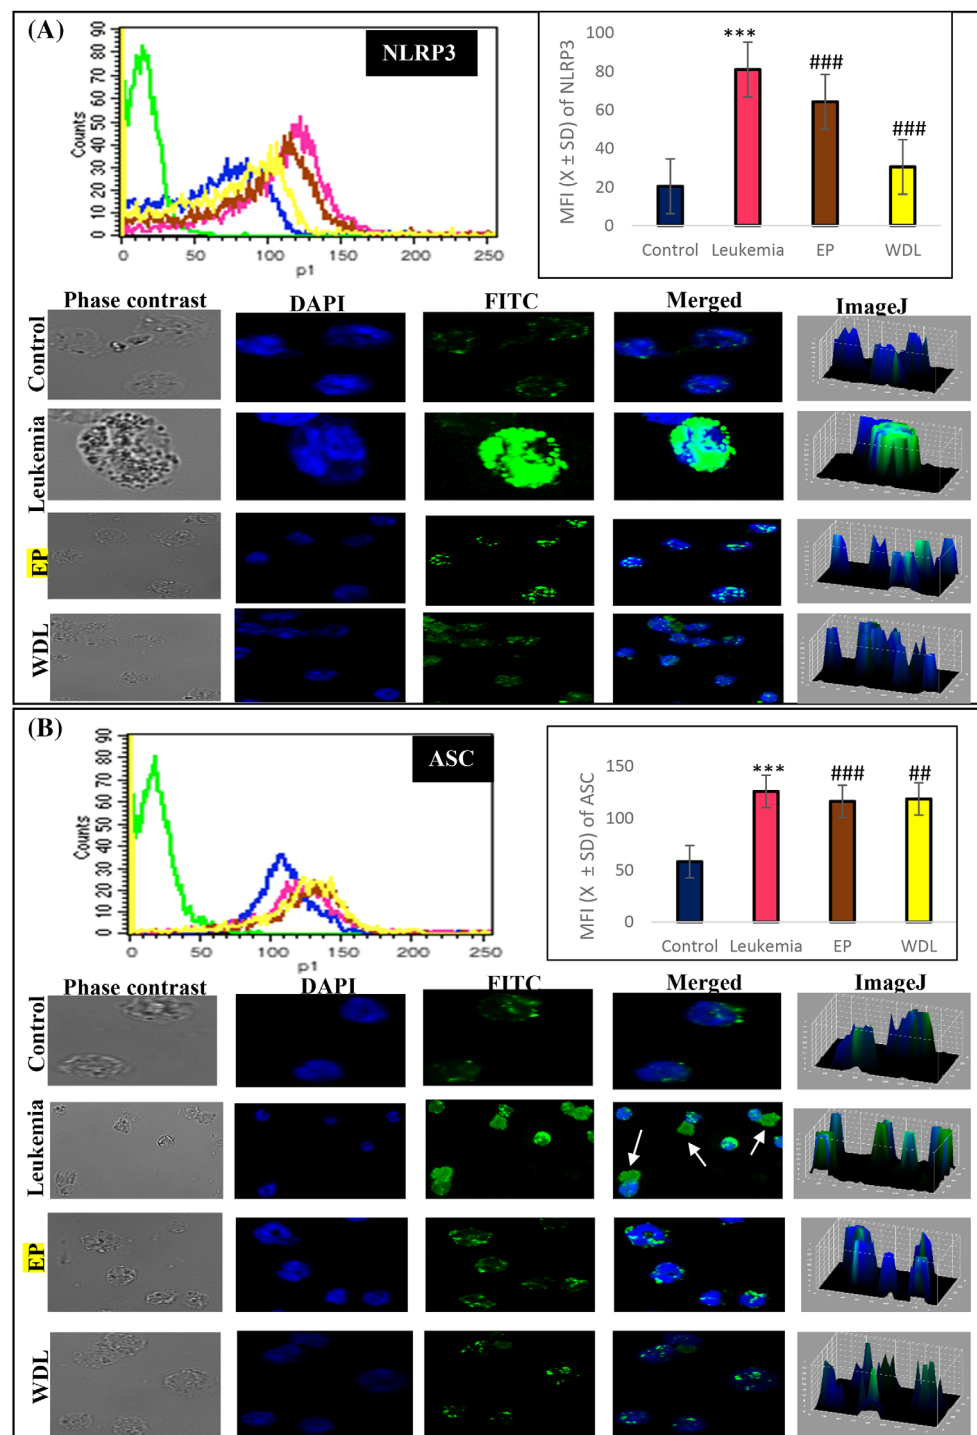 (A)
NLRP3
Counts
90
80
70
60
50
40
30
20
10
0
0 50 100 150 200 250
p1
MFI (X ± SD) of NLRP3
100
80
60
40
20
0
***
###
###
Control Leukemia EP WDL
Phase contrast DAPI FITC Merged ImageJ
Control
Leukemia
EP
WDL
(B)
ASC
Counts
90
80
70
60
50
40
30
20
10
0
0 50 100 150 200 250
p1
MFI (X ± SD) of ASC
150
100
50
0
***
###
##
Control Leukemia EP WDL
Phase contrast DAPI FITC Merged ImageJ
Control
Leukemia
EP
WDL